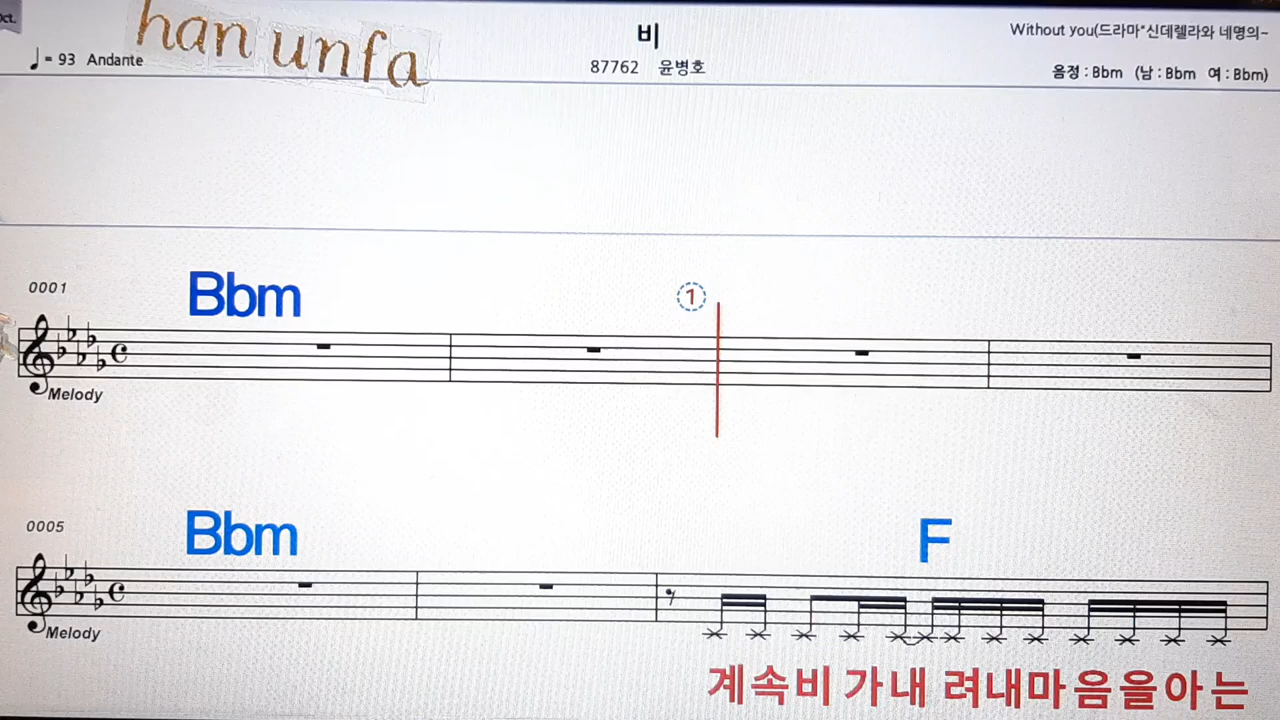 han unfa
비
Without you(드라마"신데렐라와 네명의~
♩= 93 Andante
87762 윤병호
음정 : Bbm (남 : Bbm 여 : Bbm)
0001
Bbm
1
Melody
0005
Bbm F
Melody
계속비 가내 려내마음을아는